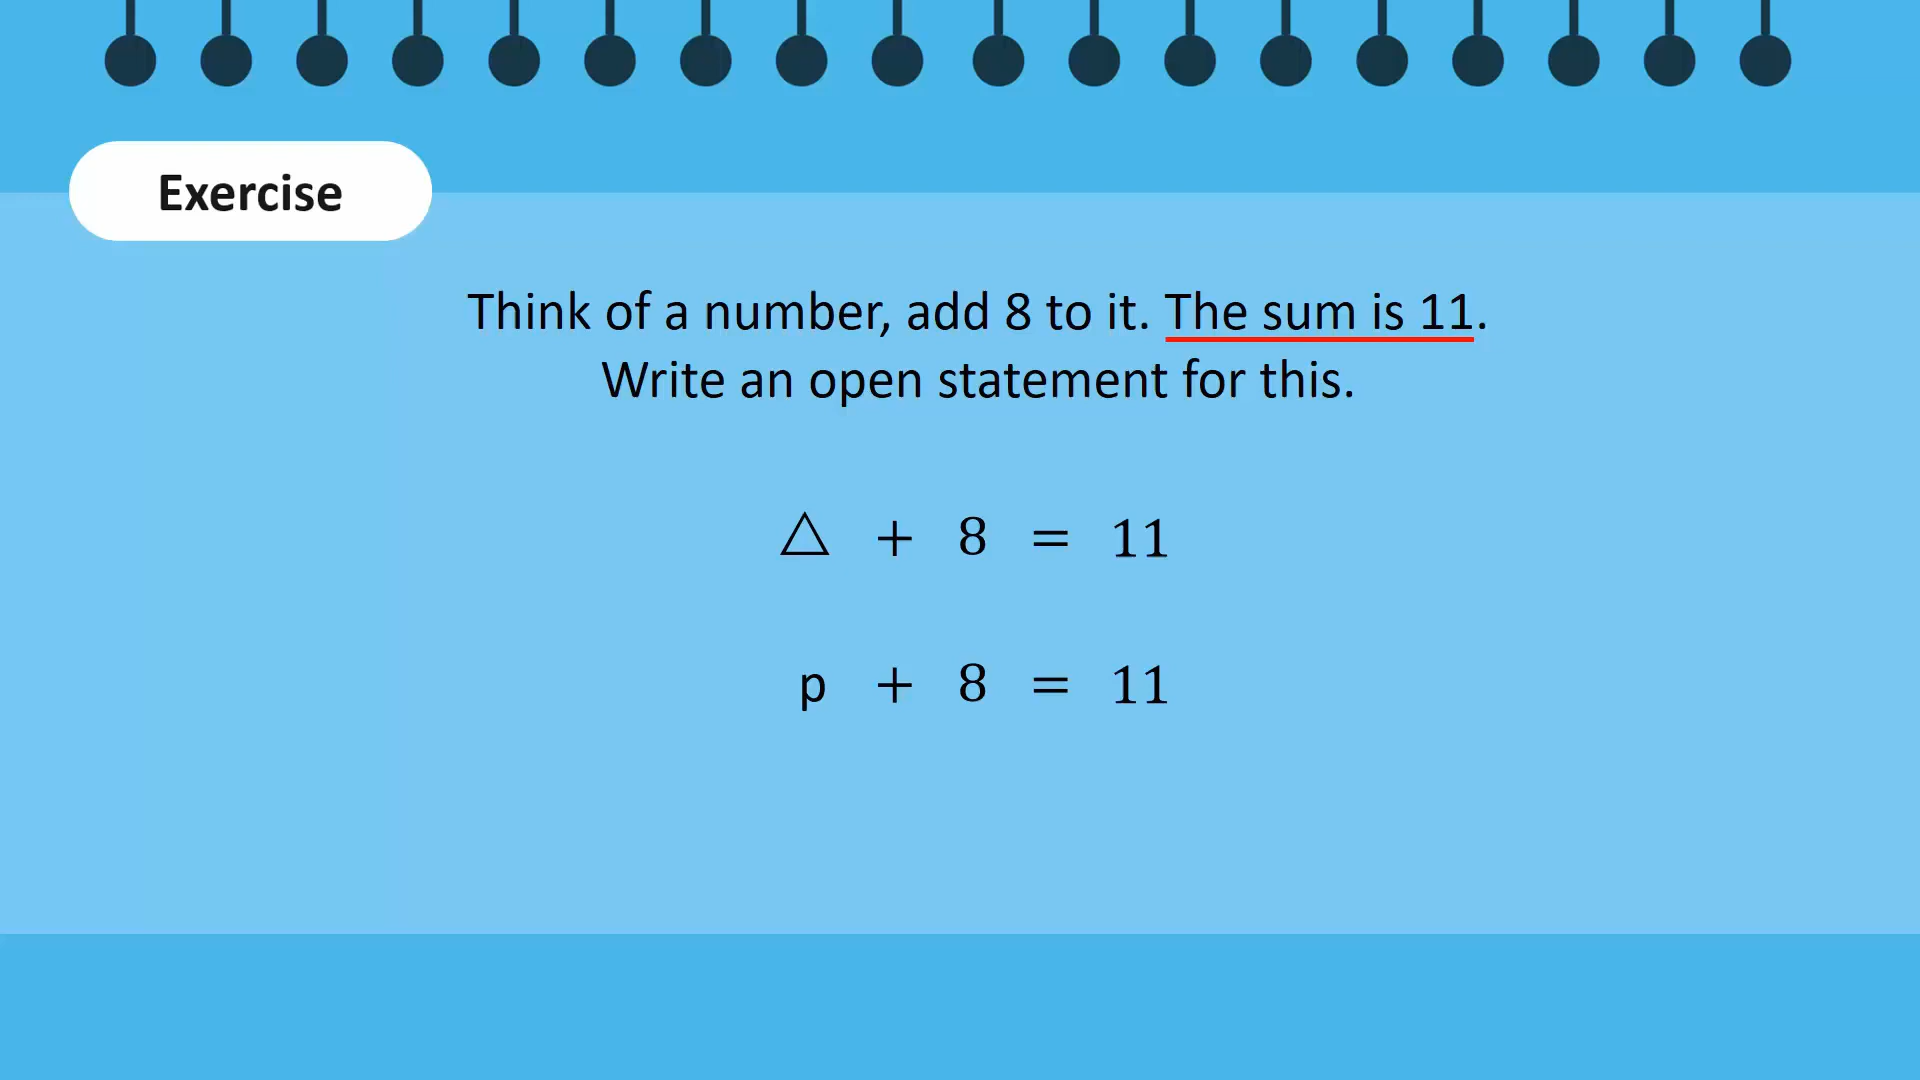 Exercise
Think of a number, add 8 to it. The sum is 11.
Write an open statement for this.
△ + 8 = 11
p + 8 = 11